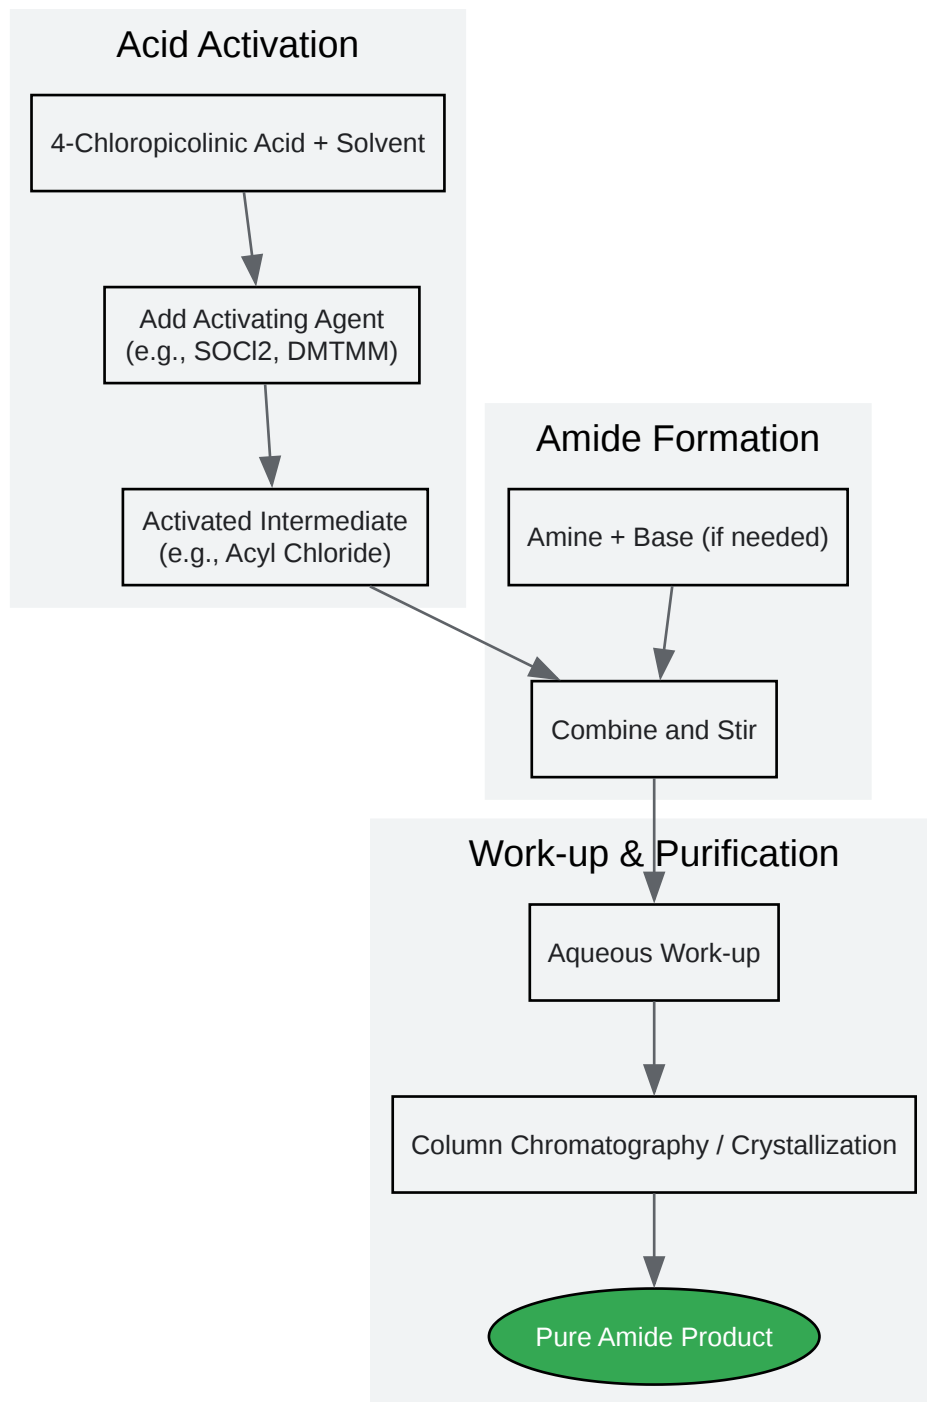 Acid Activation
4-Chloropicolinic Acid + Solvent
Add Activating Agent
(e.g., SOCl2, DMTMM)
Activated Intermediate
(e.g., Acyl Chloride)
Amide Formation
Amine + Base (if needed)
Combine and Stir
Work-up & Purification
Aqueous Work-up
Column Chromatography / Crystallization
Pure Amide Product